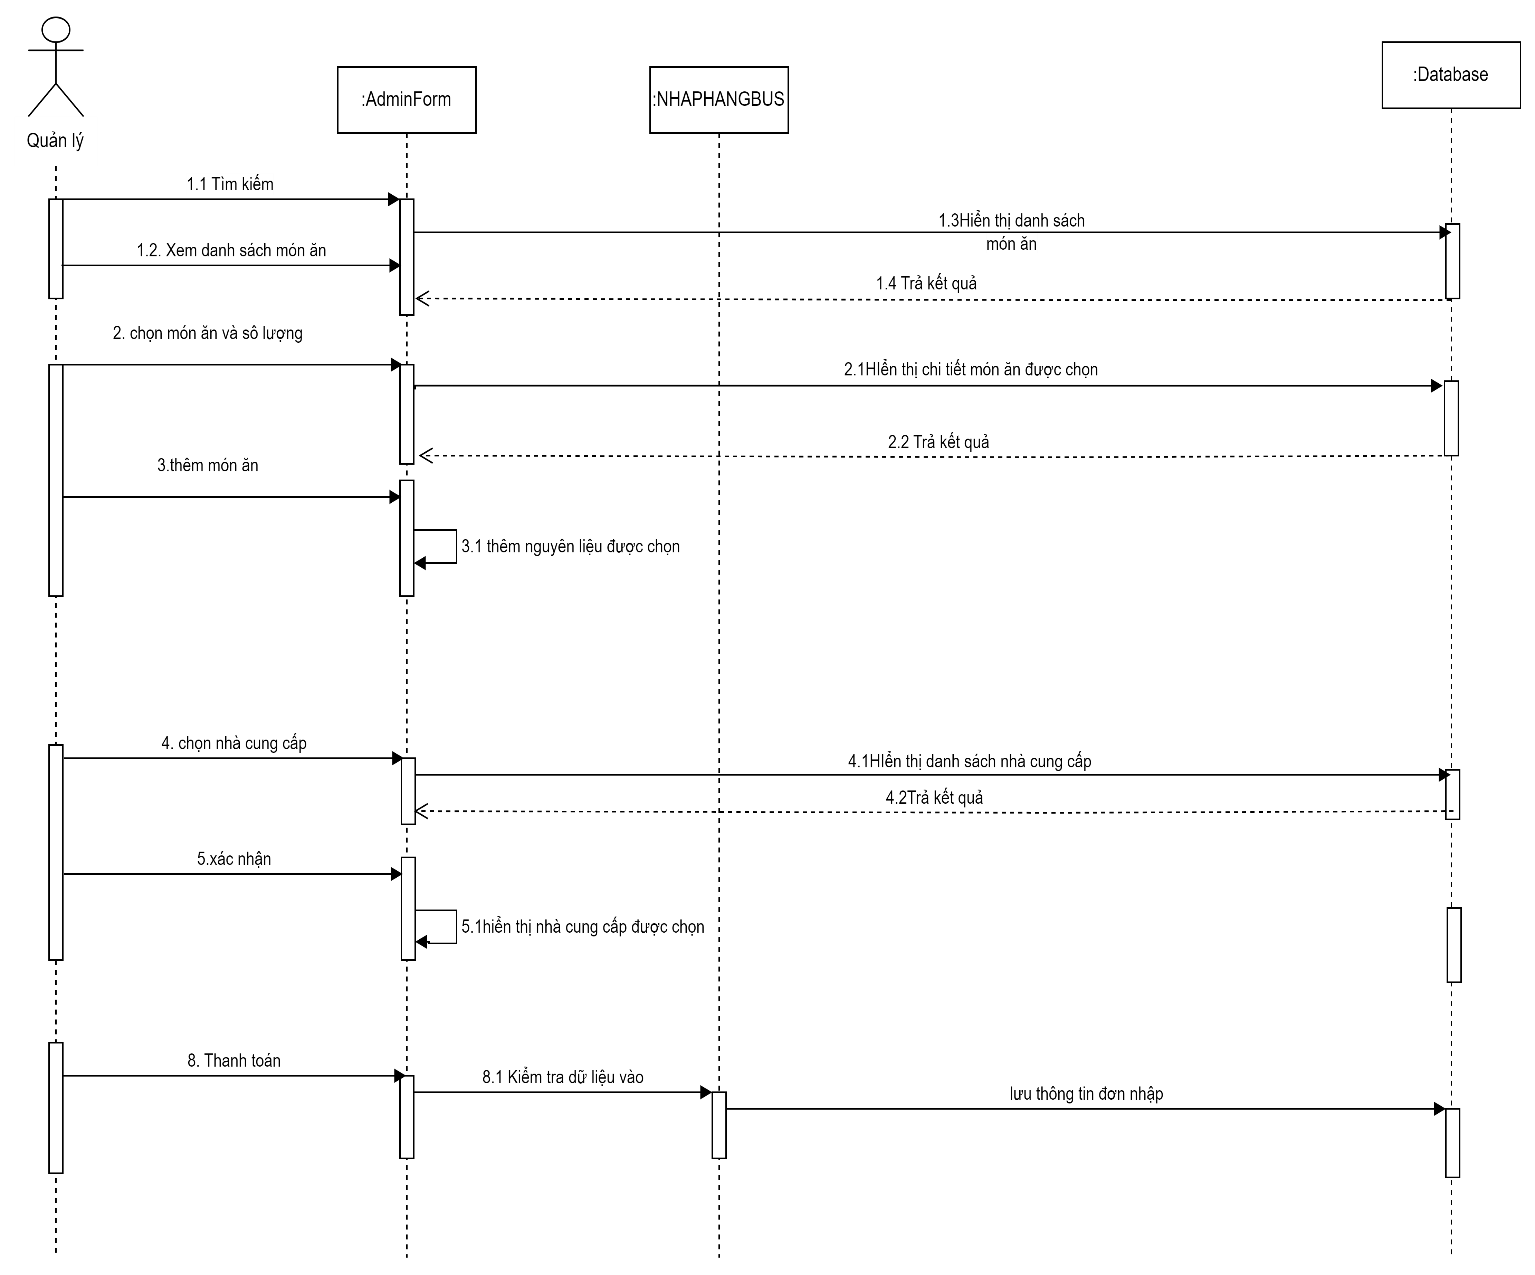 :Database
:AdminForm
:NHAPHANGBUS
Quản lý
1.1 Tìm kiếm
1.3Hiển thị danh sách
món ăn
1.2. Xem danh sách món ăn
1.4 Trả kết quả
2. chọn món ăn và sô lượng
2.1HIển thị chi tiết món ăn được chọn
2.2 Trả kết quả
3.thêm món ăn
3.1 thêm nguyên liệu được chọn
4. chọn nhà cung cấp
4.1HIển thị danh sách nhà cung cấp
4.2Trả kết quả
5.xác nhận
5.1hiển thị nhà cung cấp được chọn
8. Thanh toán
8.1 Kiểm tra dữ liệu vào
lưu thông tin đơn nhập